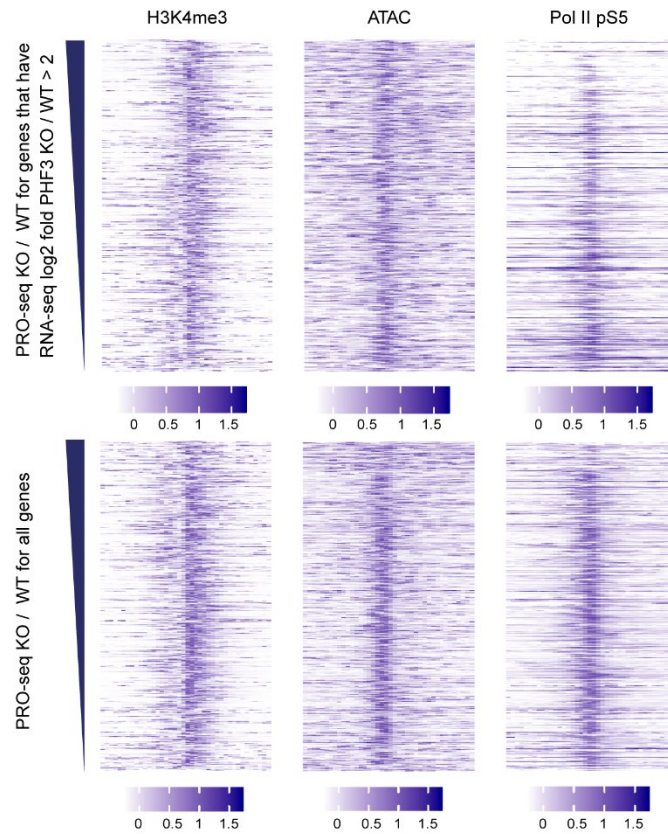 H3K4me3 ATAC Pol II pS5
PRO-seq KO / WT for genes that have
RNA-seq log2 fold PHF3 KO / WT > 2
0 0.5 1 1.5 0 0.5 1 1.5 0 0.5 1 1.5
PRO-seq KO / WT for all genes
0 0.5 1 1.5 0 0.5 1 1.5 0 0.5 1 1.5